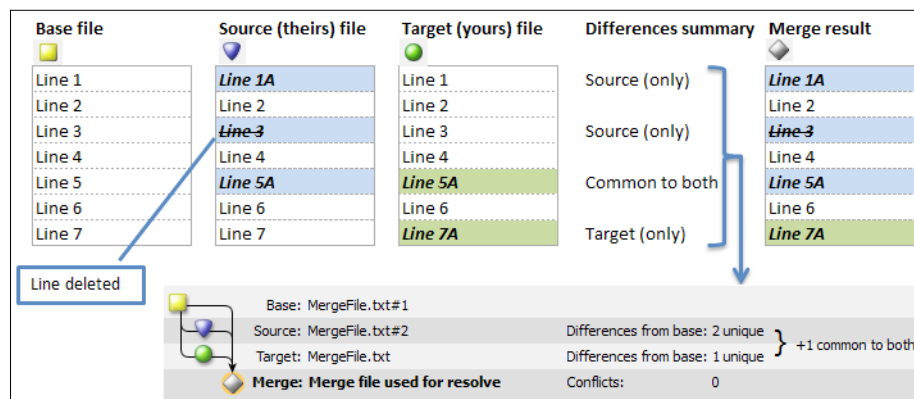 Base file Source (theirs) file Target (yours) file Differences summary Merge result
Line 1 Line 1A Line 1 Source (only) Line 1A
Line 2 Line 2 Line 2 Line 2
Line 3 Line 3 Line 3 Source (only) Line 3
Line 4 Line 4 Line 4 Line 4
Line 5 Line 5A Line 5A Common to both Line 5A
Line 6 Line 6 Line 6 Line 6
Line 7 Line 7 Line 7A Target (only) Line 7A
Line deleted
Base: MergeFile.txt#1
Source: MergeFile.txt#2 Differences from base: 2 unique
+1 common to both
Target: MergeFile.txt Differences from base: 1 unique
Merge: Merge file used for resolve Conflicts: 0